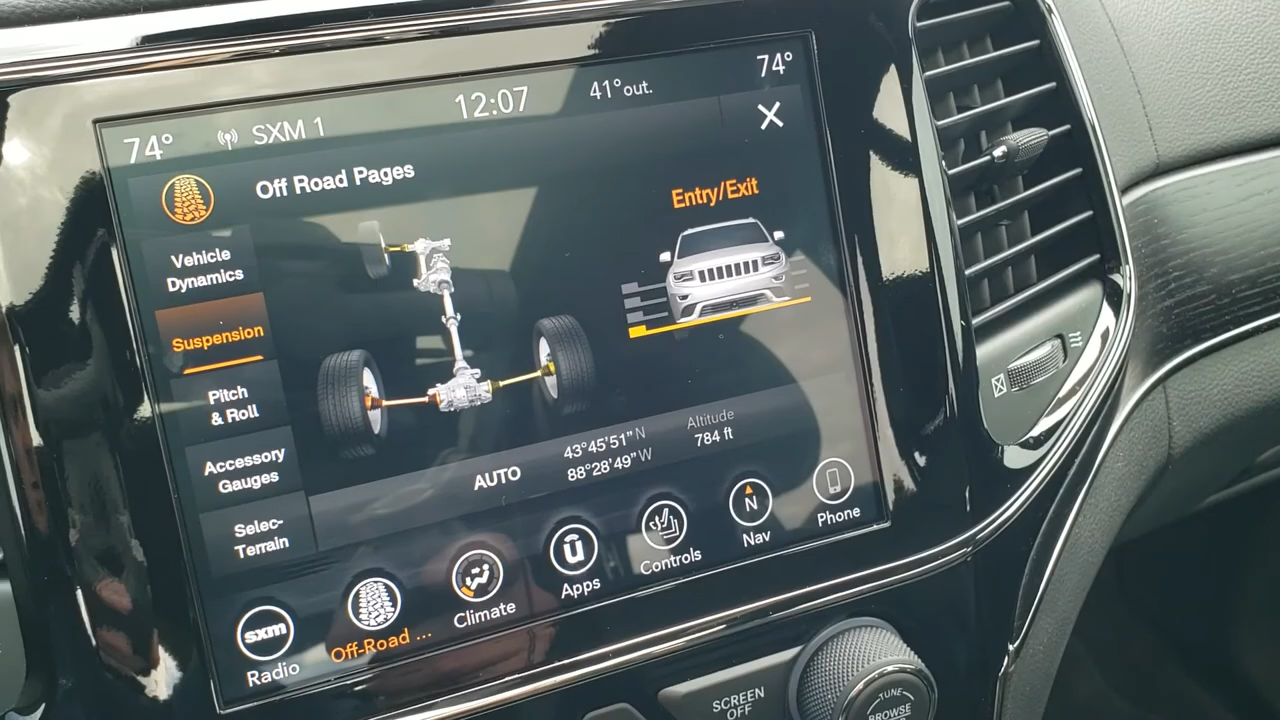 74°
SXM 1
12:07
41°out.
74°
Off Road Pages
Entry/Exit
Vehicle
Dynamics
Suspension
Pitch
& Roll
Accessory
Gauges
Selec-
Terrain
AUTO
43°45'51"N
88°28'49"W
Altitude
784 ft
sxm
Radio
Off-Road ...
Climate
Apps
Controls
N
Nav
Phone
SCREEN
OFF
TUNE
BROWSE